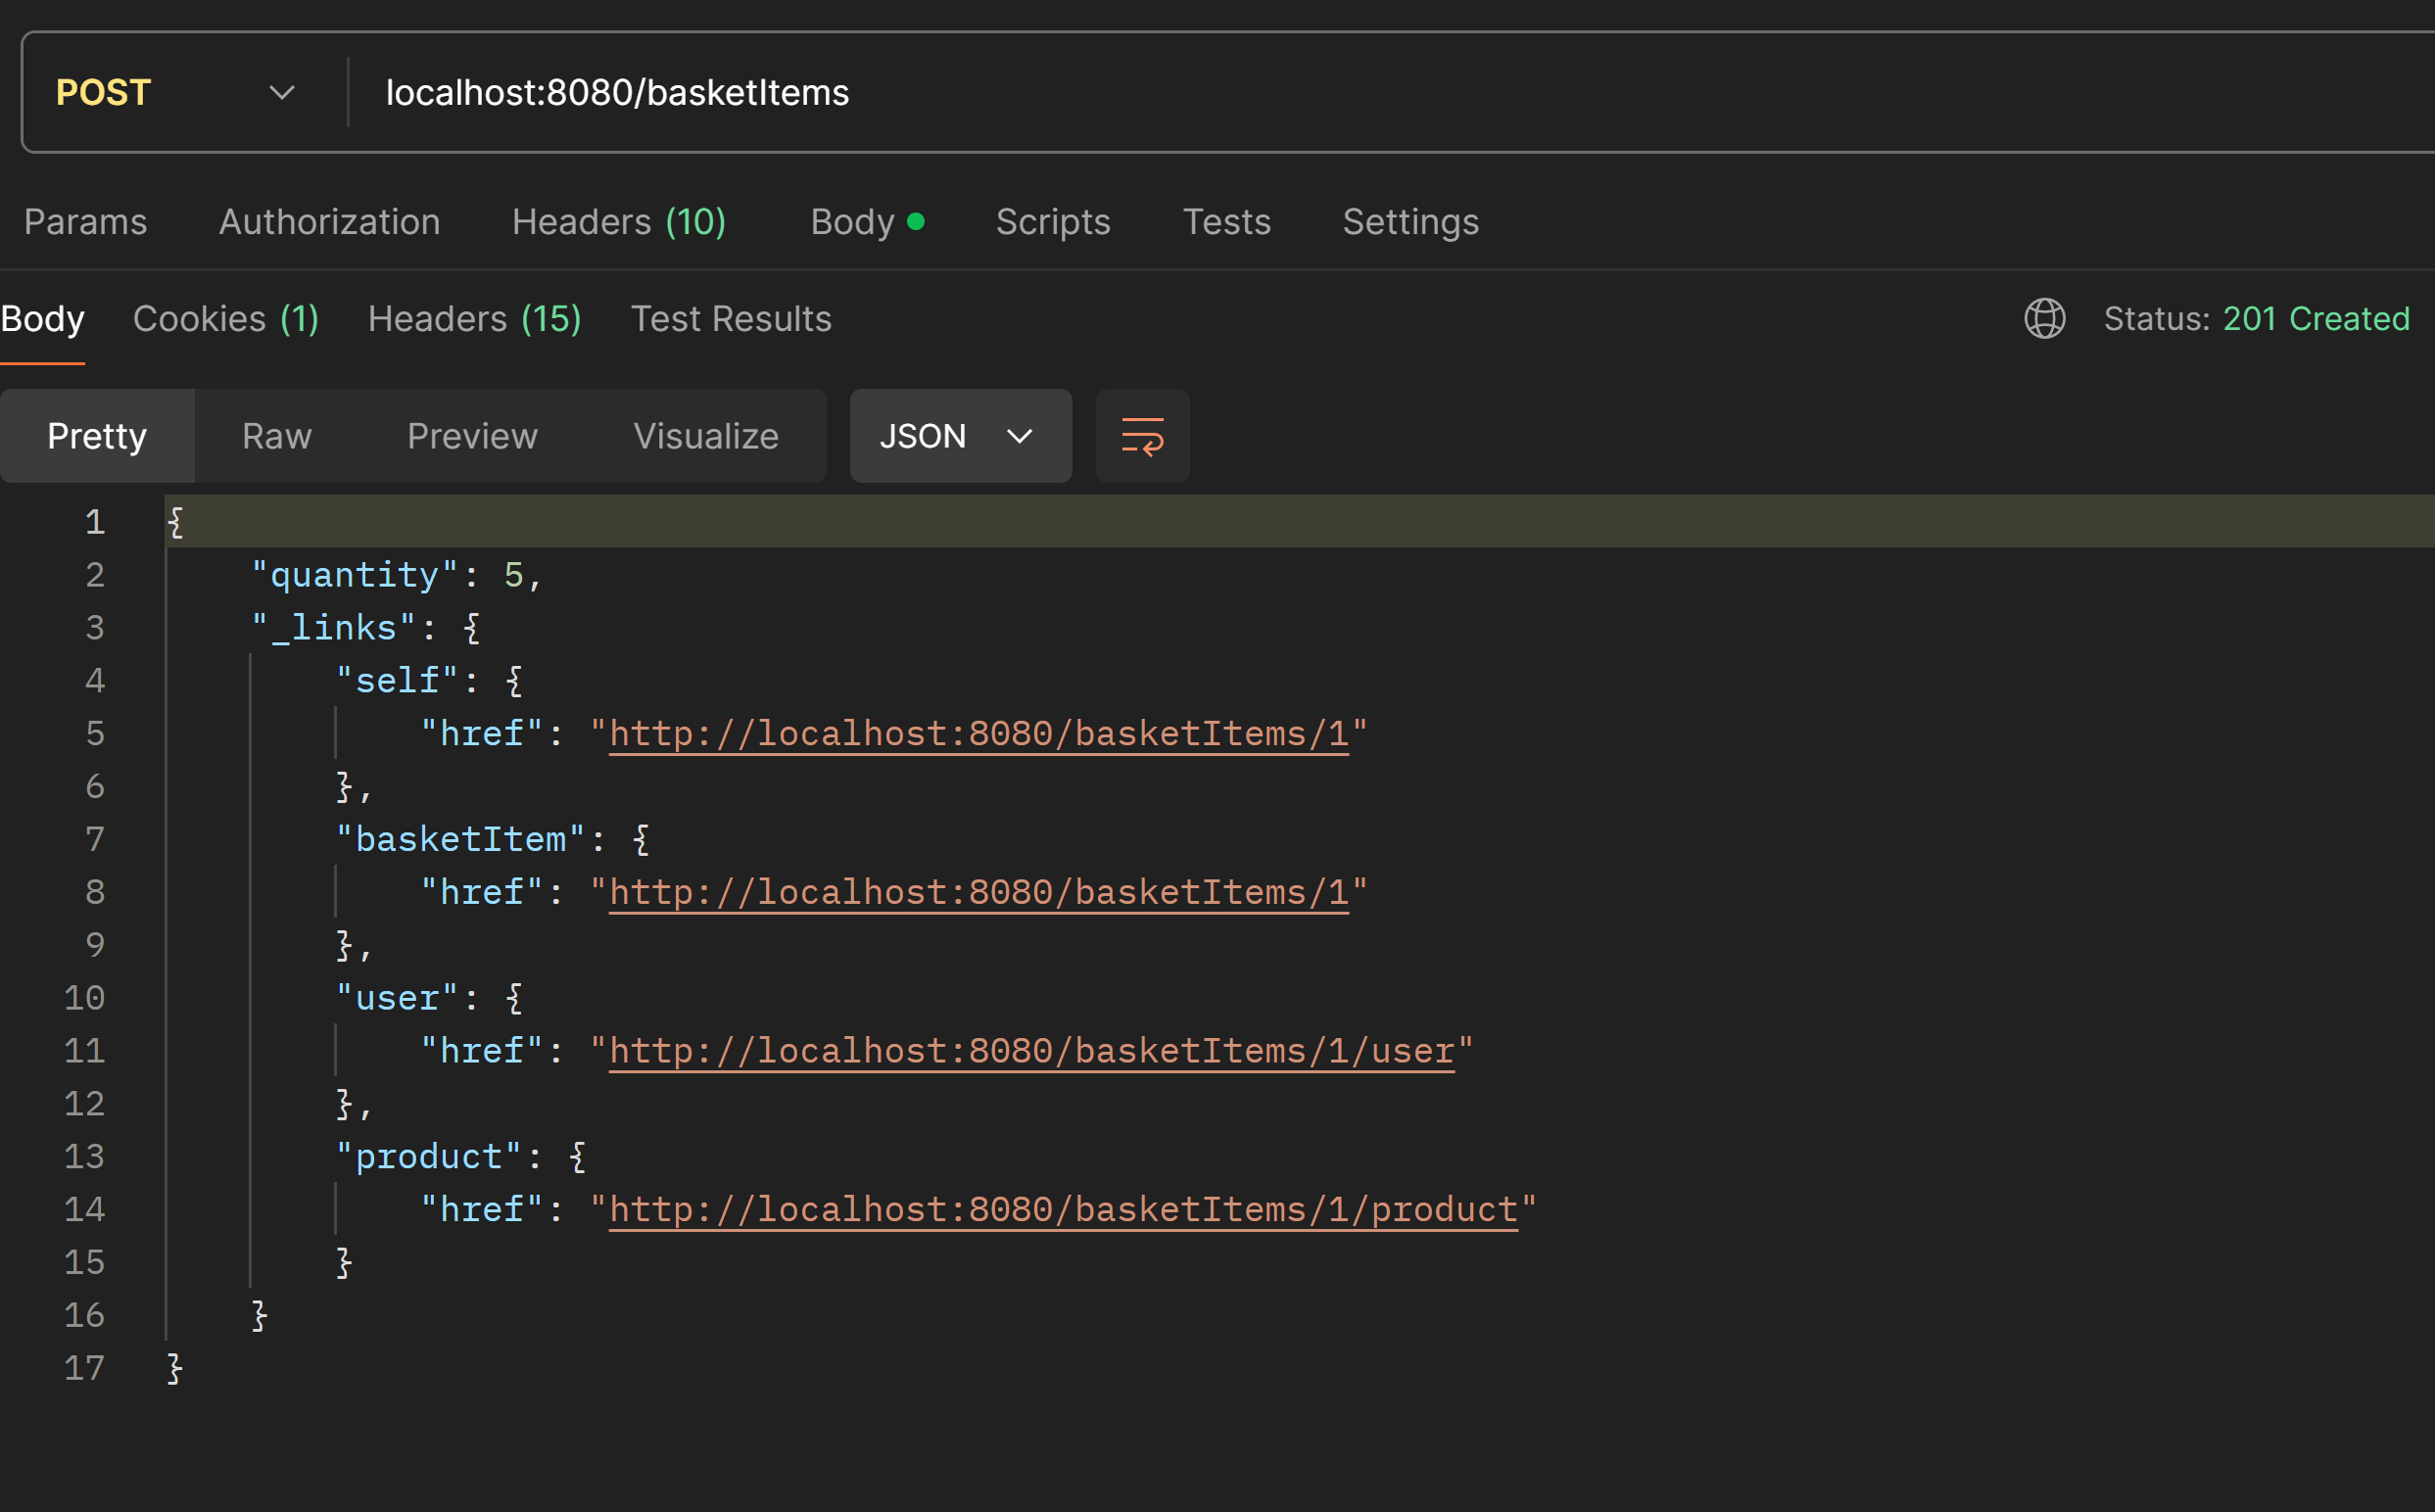 POST localhost:8080/basketItems
Params Authorization Headers (10) Body Scripts Tests Settings
Body Cookies (1) Headers (15) Test Results Status: 201 Created
Pretty Raw Preview Visualize JSON
1 {
2 "quantity": 5,
3 "_links": {
4 "self": {
5 "href": "http://localhost:8080/basketItems/1"
6 },
7 "basketItem": {
8 "href": "http://localhost:8080/basketItems/1"
9 },
10 "user": {
11 "href": "http://localhost:8080/basketItems/1/user"
12 },
13 "product": {
14 "href": "http://localhost:8080/basketItems/1/product"
15 }
16 }
17 }